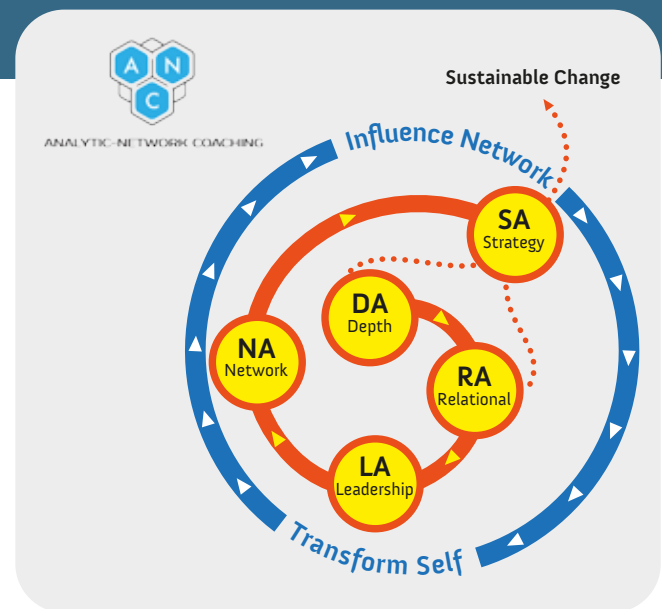 A N
C
ANALYTIC-NETWORK COACHING
Sustainable Change
Influence Network
SA
Strategy
DA
Depth
NA
Network
RA
Relational
LA
Leadership
Transform Self